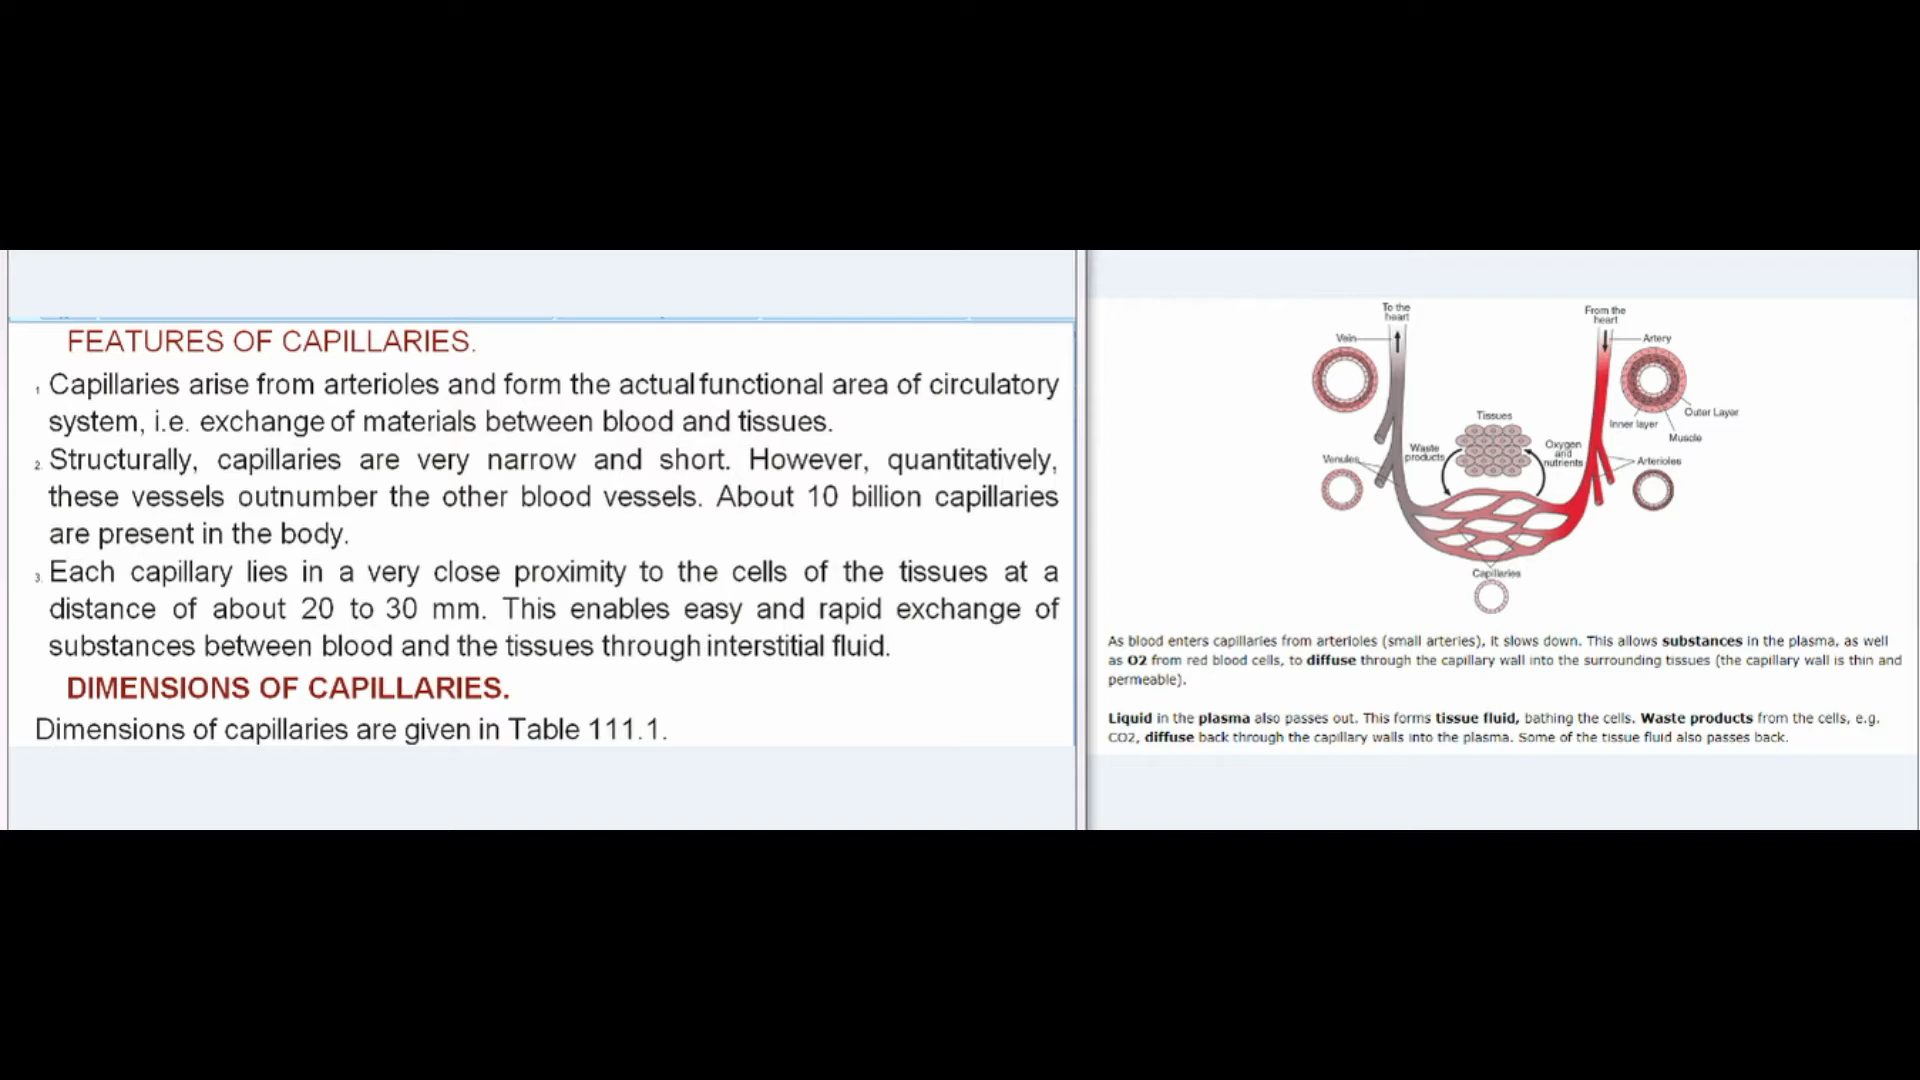 FEATURES OF CAPILLARIES.
1 Capillaries arise from arterioles and form the actual functional area of circulatory
system, i.e. exchange of materials between blood and tissues.
2. Structurally, capillaries are very narrow and short. However, quantitatively,
these vessels outnumber the other blood vessels. About 10 billion capillaries
are present in the body.
3. Each capillary lies in a very close proximity to the cells of the tissues at a
distance of about 20 to 30 mm. This enables easy and rapid exchange of
substances between blood and the tissues through interstitial fluid.
DIMENSIONS OF CAPILLARIES.
Dimensions of capillaries are given in Table 111.1.
To the
heart
From the
heart
Vein
Artery
Outer Layer
Inner layer
Muscle
Tissues
Waste
products
Oxygen
and
nutrients
Venules
Arterioles
Capillaries
As blood enters capillaries from arterioles (small arteries), it slows down. This allows substances in the plasma, as well
as O2 from red blood cells, to diffuse through the capillary wall into the surrounding tissues (the capillary wall is thin and
permeable).
Liquid in the plasma also passes out. This forms tissue fluid, bathing the cells. Waste products from the cells, e.g.
CO2, diffuse back through the capillary walls into the plasma. Some of the tissue fluid also passes back.